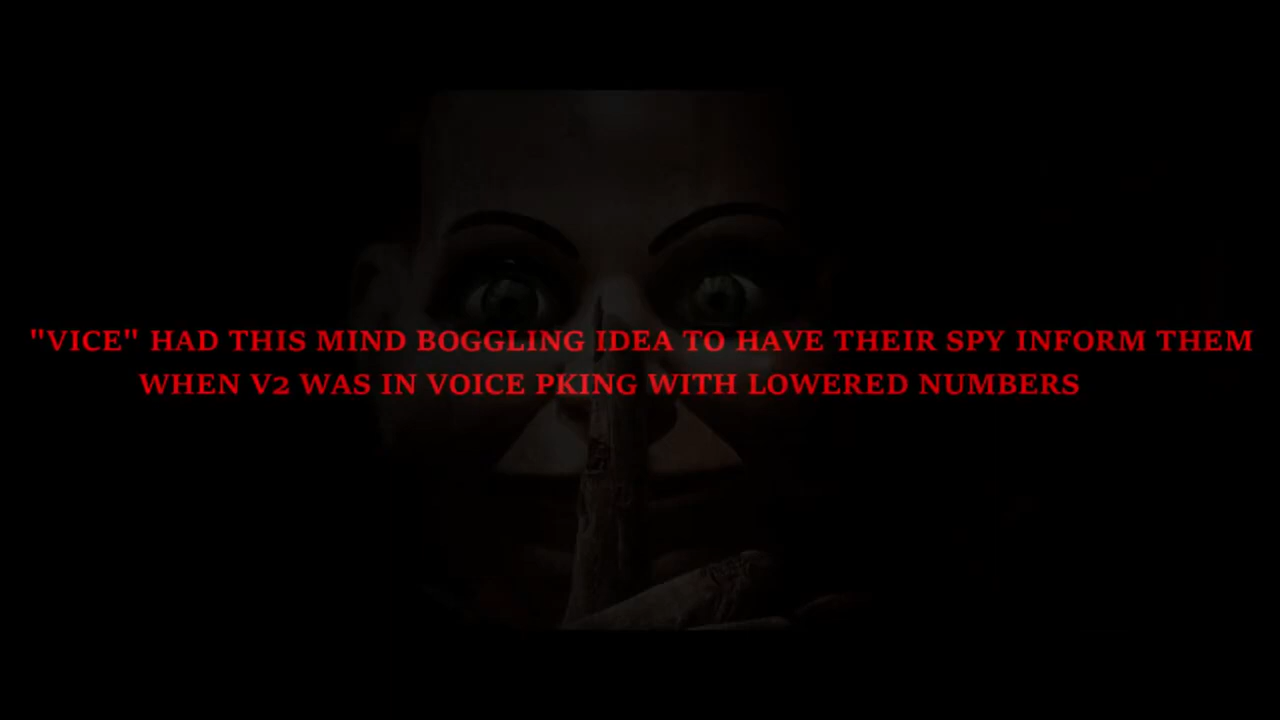 "VICE" HAD THIS MIND BOGGLING IDEA TO HAVE THEIR SPY INFORM THEM
WHEN V2 WAS IN VOICE PKING WITH LOWERED NUMBERS